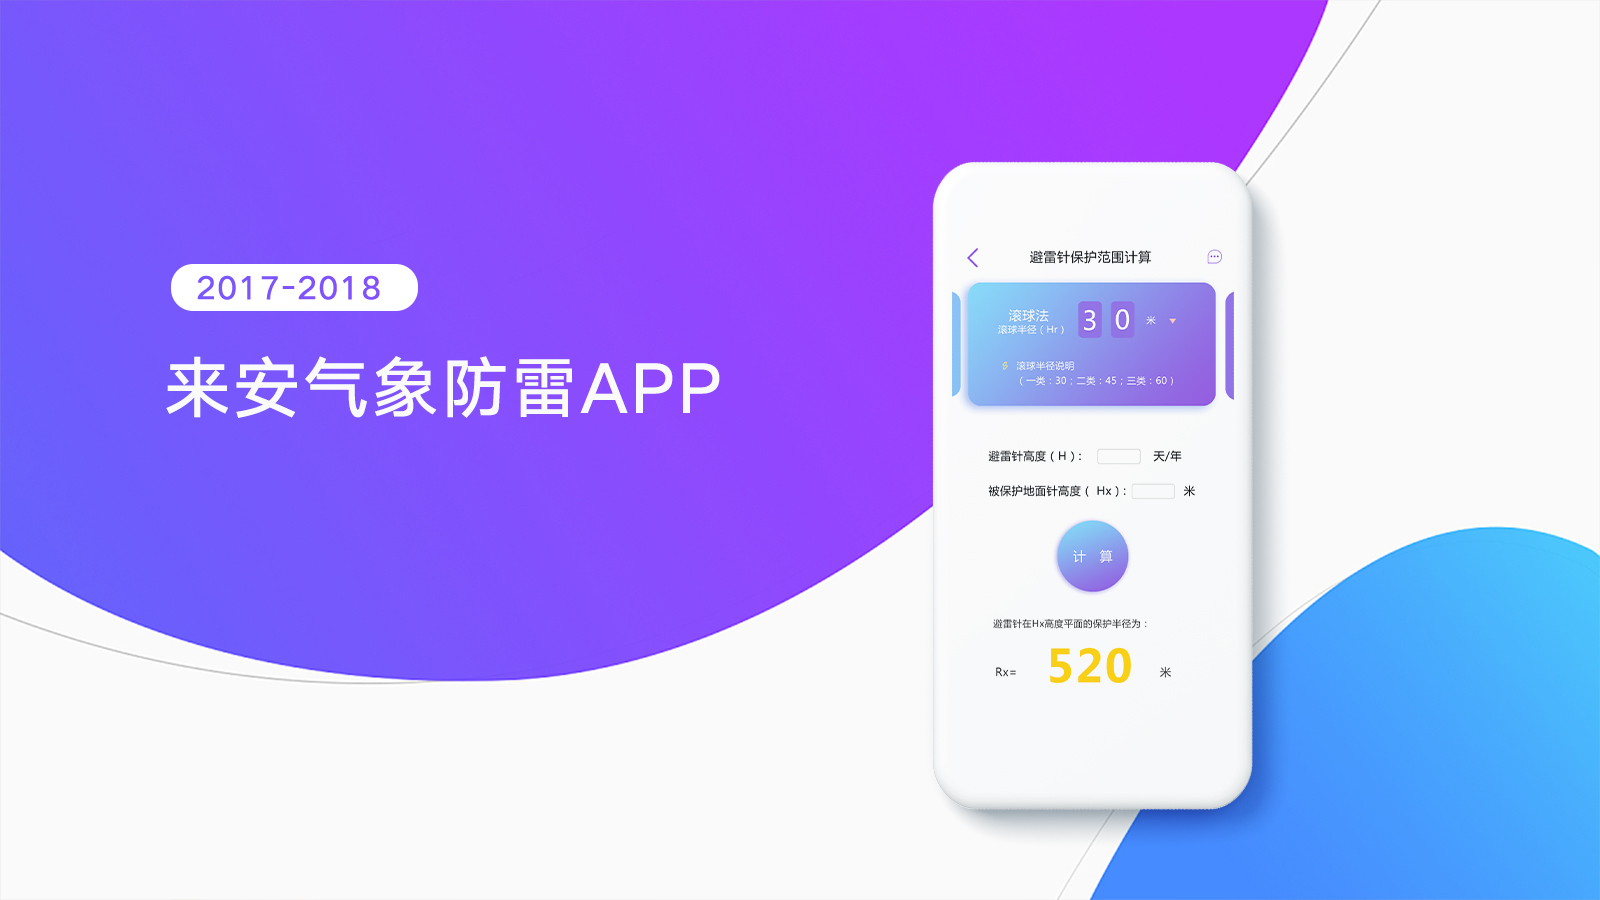 2017-2018
来安气象防雷APP
避雷针保护范围计算
滚球法
滚球半径（Hr）
30 米
滚球半径说明
（一类：30；二类：45；三类：60）
避雷针高度（H）： 天/年
被保护地面针高度（ Hx）: 米
计 算
避雷针在Hx高度平面的保护半径为：
Rx= 520 米